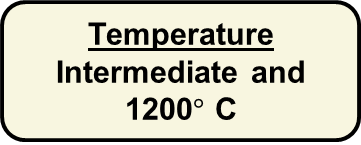 Temperature
Intermediate and
1200° C